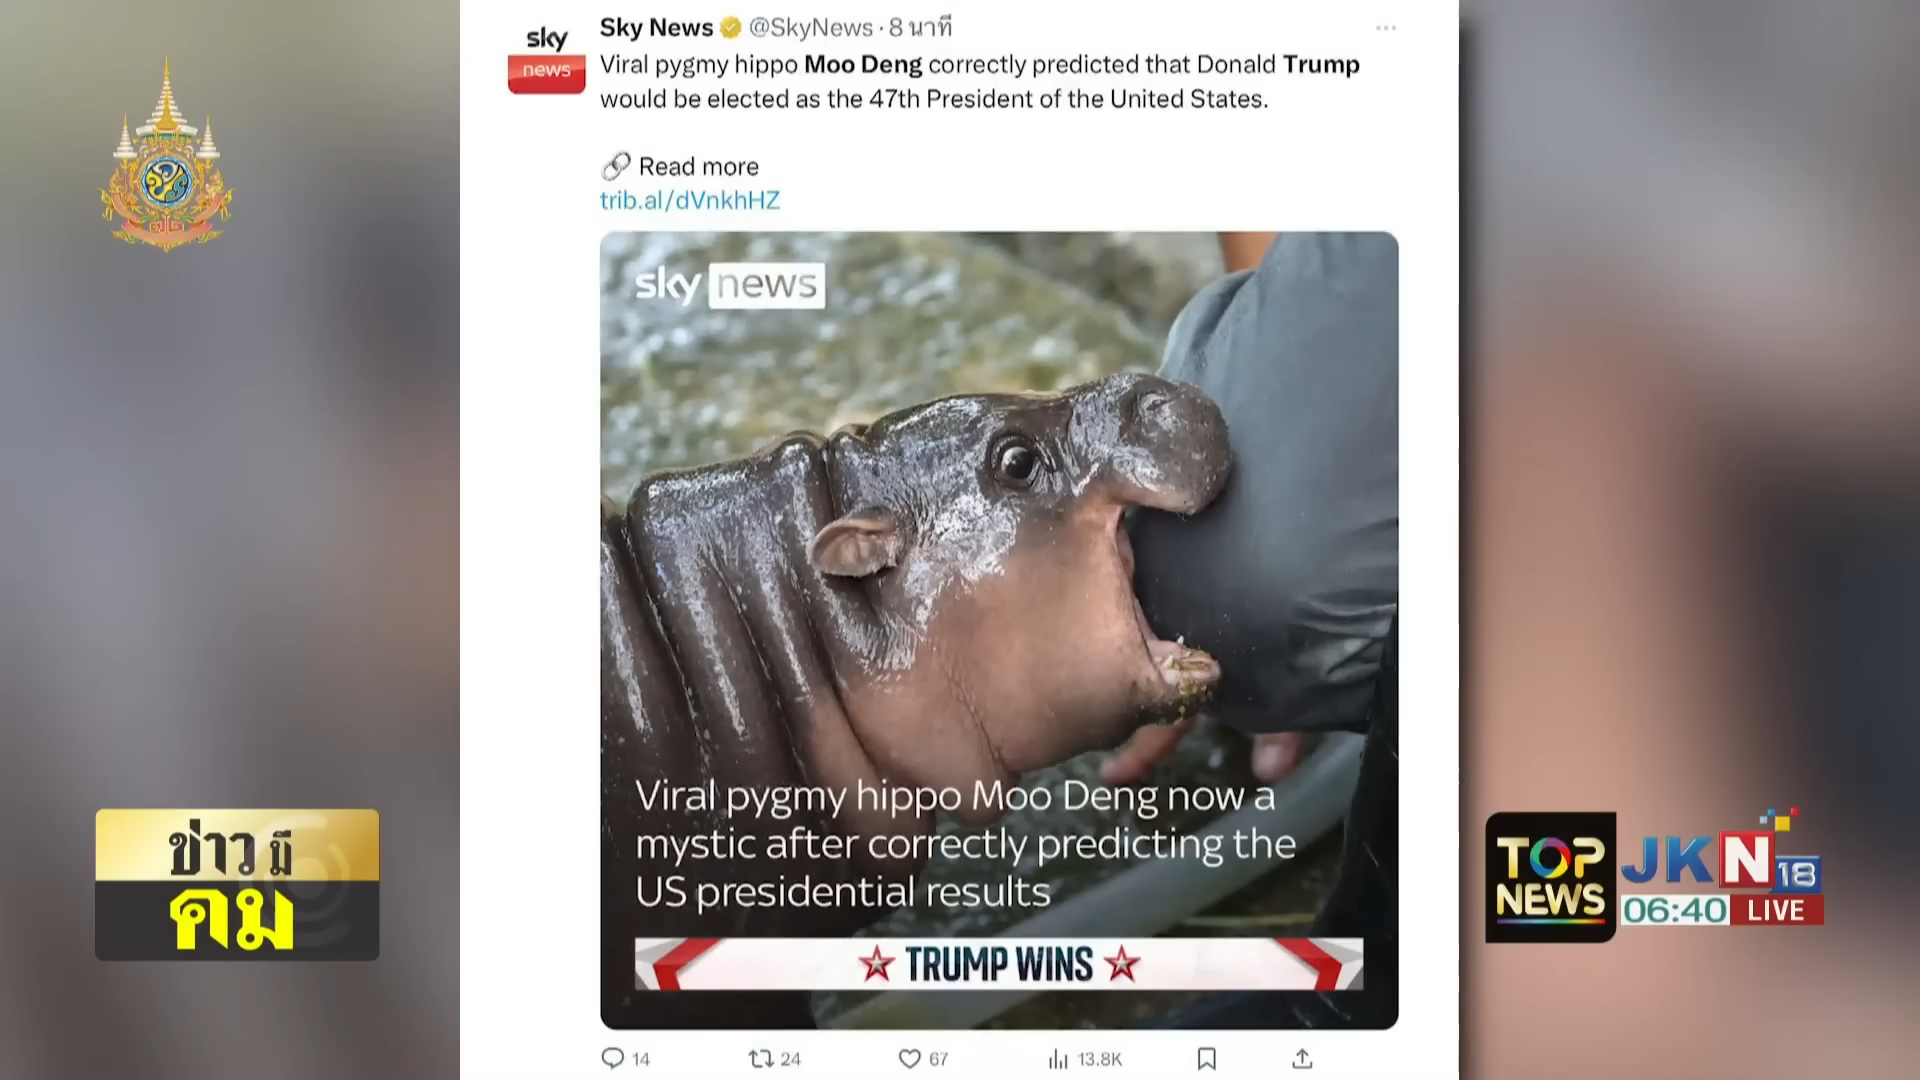 sky
news
Sky News @SkyNews · 8 นาที
Viral pygmy hippo Moo Deng correctly predicted that Donald Trump
would be elected as the 47th President of the United States.
Read more
trib.al/dVnkhHZ
sky news
Viral pygmy hippo Moo Deng now a
mystic after correctly predicting the
US presidential results
TRUMP WINS
14 24 67 13.8K
ข่าวมี
คม
TOP
NEWS
JKN18
06:40 LIVE